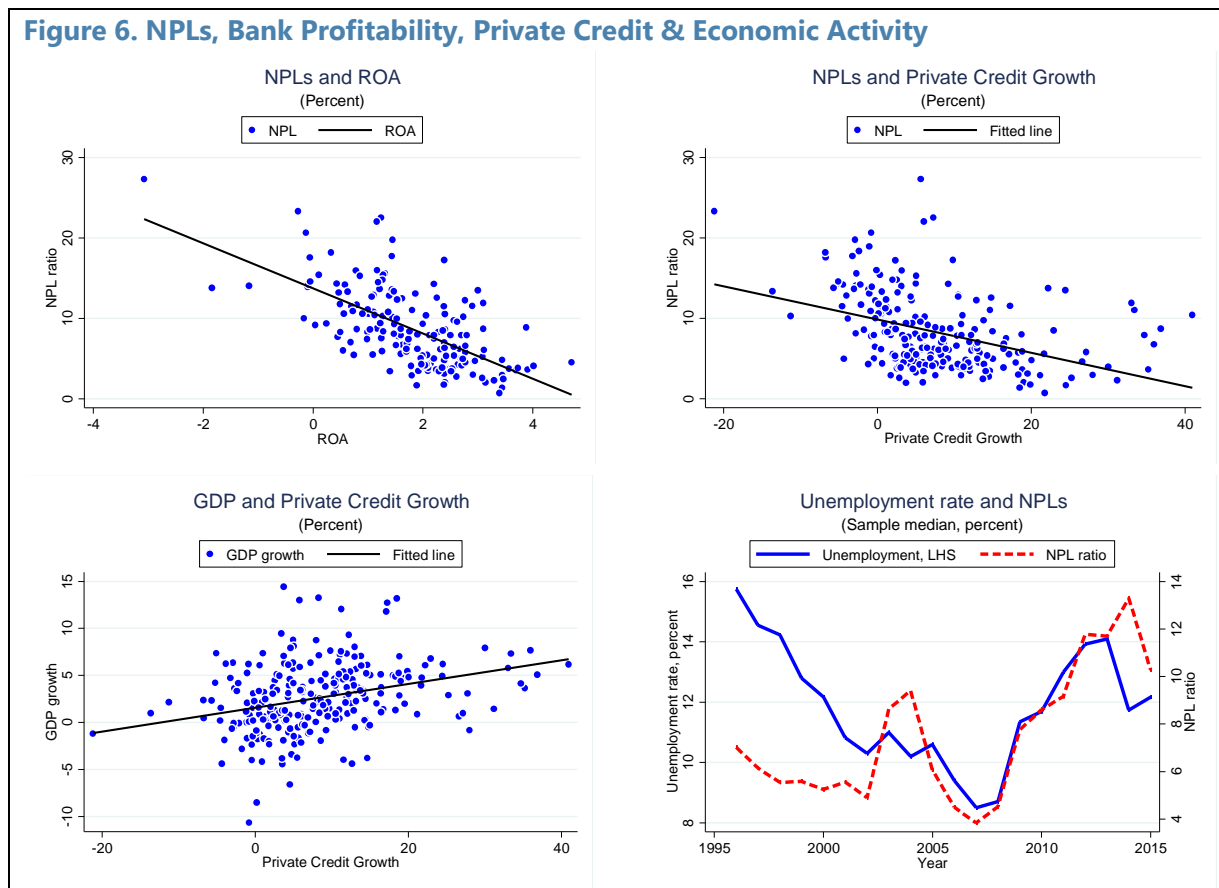 Figure 6. NPLs, Bank Profitability, Private Credit & Economic Activity
NPLs and ROA
(Percent)
NPL ROA
NPL ratio
30
20
10
0
-4 -2 0 2 4
ROA
NPLs and Private Credit Growth
(Percent)
NPL Fitted line
NPL ratio
30
20
10
0
-20 0 20 40
Private Credit Growth
GDP and Private Credit Growth
(Percent)
GDP growth Fitted line
GDP growth
15
10
5
0
-5
-10
-20 0 20 40
Private Credit Growth
Unemployment rate and NPLs
(Sample median, percent)
Unemployment, LHS NPL ratio
Unemployment rate, percent
16
14
12
10
8
14
12
10
8
6
4
NPL ratio
1995 2000 2005 2010 2015
Year